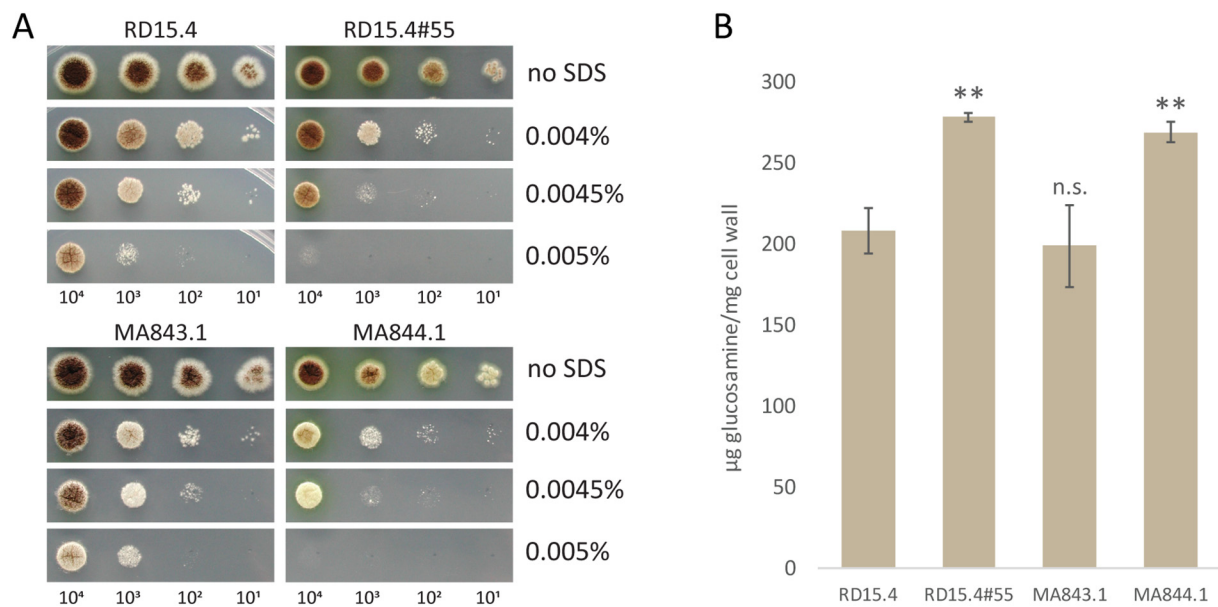 A
RD15.4 RD15.4#55
no SDS
0.004%
0.0045%
0.005%
10⁴ 10³ 10² 10¹ 10⁴ 10³ 10² 10¹
MA843.1 MA844.1
no SDS
0.004%
0.0045%
0.005%
10⁴ 10³ 10² 10¹ 10⁴ 10³ 10² 10¹
B
µg glucosamine/mg cell wall
300
250
200
150
100
50
0
** n.s. **
RD15.4 RD15.4#55 MA843.1 MA844.1